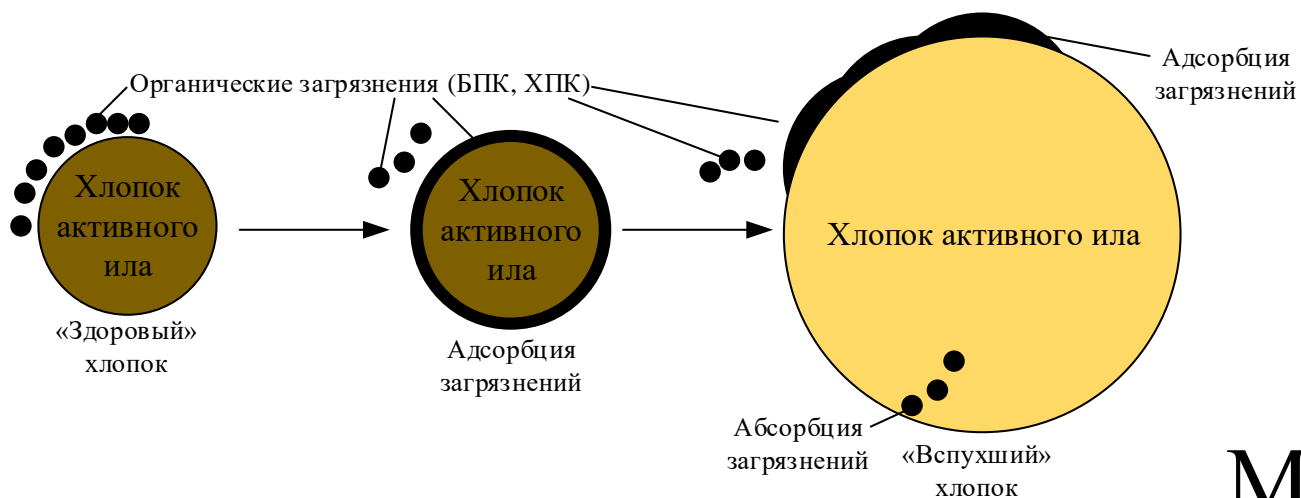 Органические загрязнения (БПК, ХПК)
Хлопок
активного
ила
«Здоровый»
хлопок
Хлопок
активного
ила
Адсорбция
загрязнений
Хлопок активного ила
Адсорбция
загрязнений
Абсорбция
загрязнений
«Вспухший»
хлопок
М